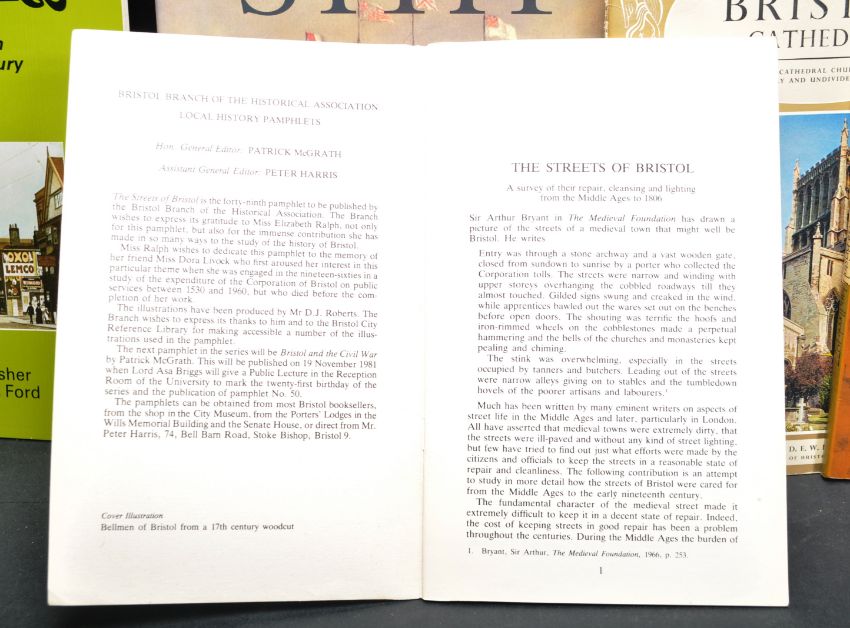 BRISTOL BRANCH OF THE HISTORICAL ASSOCIATION
LOCAL HISTORY PAMPHLETS
Hon. General Editor: PATRICK McGRATH
Assistant General Editor: PETER HARRIS
The Streets of Bristol is the forty-ninth pamphlet to be published by
the Bristol Branch of the Historical Association. The Branch
wishes to express its gratitude to Miss Elizabeth Ralph, not only
for this pamphlet, but also for the immense contribution she has
made in so many ways to the study of the history of Bristol.
Miss Ralph wishes to dedicate this pamphlet to the memory of
her friend Miss Dora Livock who first aroused her interest in this
particular theme when she was engaged in the nineteen-sixties in a
study of the expenditure of the Corporation of Bristol on public
services between 1530 and 1960, but who died before the com-
pletion of her work.
The illustrations have been produced by Mr D.J. Roberts. The
Branch wishes to express its thanks to him and to the Bristol City
Reference Library for making accessible a number of the illus-
trations used in the pamphlet.
The next pamphlet in the series will be Bristol and the Civil War
by Patrick McGrath. This will be published on 19 November 1981
when Lord Asa Briggs will give a Public Lecture in the Reception
Room of the University to mark the twenty-first birthday of the
series and the publication of pamphlet No. 50.
The pamphlets can be obtained from most Bristol booksellers,
from the shop in the City Museum, from the Porters' Lodges in the
Wills Memorial Building and the Senate House, or direct from Mr.
Peter Harris, 74, Bell Barn Road, Stoke Bishop, Bristol 9.
Cover Illustration
Bellmen of Bristol from a 17th century woodcut
THE STREETS OF BRISTOL
A survey of their repair, cleansing and lighting
from the Middle Ages to 1806
Sir Arthur Bryant in The Medieval Foundation has drawn a
picture of the streets of a medieval town that might well be
Bristol. He writes
Entry was through a stone archway and a vast wooden gate,
closed from sundown to sunrise by a porter who collected the
Corporation tolls. The streets were narrow and winding with
upper storeys overhanging the cobbled roadways till they
almost touched. Gilded signs swung and creaked in the wind,
while apprentices bawled out the wares set out on the benches
before open doors. The shouting was terrific the hoofs and
iron-rimmed wheels on the cobblestones made a perpetual
hammering and the bells of the churches and monasteries kept
pealing and chiming.
The stink was overwhelming, especially in the streets
occupied by tanners and butchers. Leading out of the streets
were narrow alleys giving on to stables and the tumbledown
hovels of the poorer artisans and labourers.¹
Much has been written by many eminent writers on aspects of
street life in the Middle Ages and later, particularly in London.
All have asserted that medieval towns were extremely dirty, that
the streets were ill-paved and without any kind of street lighting,
but few have tried to find out just what efforts were made by the
citizens and officials to keep the streets in a reasonable state of
repair and cleanliness. The following contribution is an attempt
to study in more detail how the streets of Bristol were cared for
from the Middle Ages to the early nineteenth century.
The fundamental character of the medieval street made it
extremely difficult to keep it in a decent state of repair. Indeed,
the cost of keeping streets in good repair has been a problem
throughout the centuries. During the Middle Ages the burden of
1. Bryant, Sir Arthur, The Medieval Foundation, 1966, p. 253.
1
BRIST
CATHED
CATHEDRAL CHU
Y AND UNDIVIDE
D. E. W.
OF BRIST
ury
OXO
LEMCO
sher
Ford